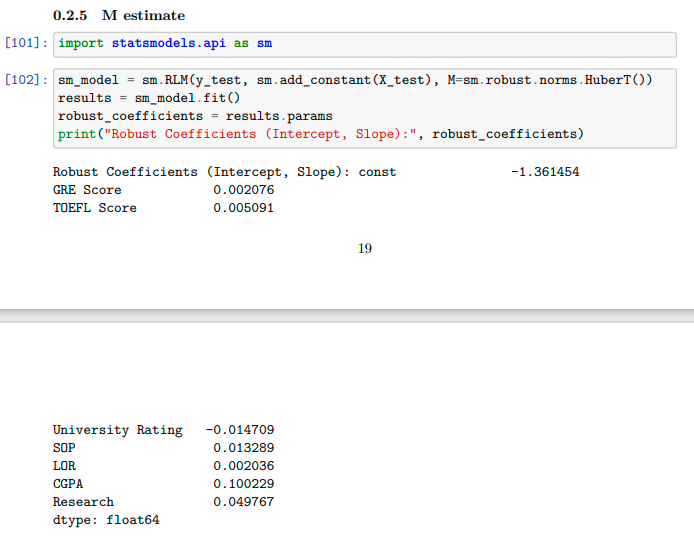 0.2.5 M estimate
[101]: import statsmodels.api as sm
[102]: sm_model = sm.RLM(y_test, sm.add_constant(X_test), M=sm.robust.norms.HuberT())
results = sm_model.fit()
robust_coefficients = results.params
print("Robust Coefficients (Intercept, Slope):", robust_coefficients)
Robust Coefficients (Intercept, Slope): const -1.361454
GRE Score 0.002076
TOEFL Score 0.005091
19
University Rating -0.014709
SOP 0.013289
LOR 0.002036
CGPA 0.100229
Research 0.049767
dtype: float64